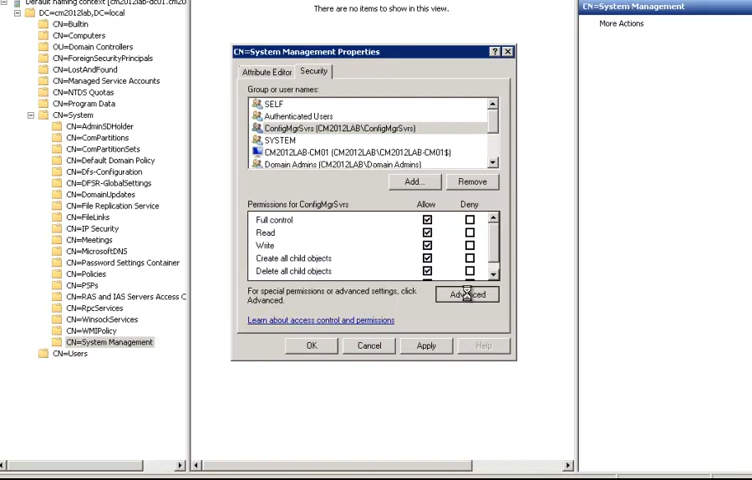 Default naming context [cm2012lab-dc01.cm20
DC=cm2012lab,DC=local
CN=Builtin
CN=Computers
OU=Domain Controllers
CN=ForeignSecurityPrincipals
CN=LostAndFound
CN=Managed Service Accounts
CN=NTDS Quotas
CN=Program Data
CN=System
CN=AdminSDHolder
CN=ComPartitions
CN=ComPartitionSets
CN=Default Domain Policy
CN=Dfs-Configuration
CN=DFSR-GlobalSettings
CN=DomainUpdates
CN=File Replication Service
CN=FileLinks
CN=IP Security
CN=Meetings
CN=MicrosoftDNS
CN=Password Settings Container
CN=Policies
CN=PSPs
CN=RAS and IAS Servers Access C
CN=RpcServices
CN=WinsockServices
CN=WMIPolicy
CN=System Management
CN=Users
There are no items to show in this view.
CN=System Management Properties
Attribute Editor
Security
Group or user names:
SELF
Authenticated Users
ConfigMgrSvrs (CM2012LAB\ConfigMgrSvrs)
SYSTEM
CM2012LAB-CM01 (CM2012LAB\CM2012LAB-CM01$)
Domain Admins (CM2012LAB\Domain Admins)
Add...
Remove
Permissions for ConfigMgrSvrs
Allow
Deny
Full control
Read
Write
Create all child objects
Delete all child objects
For special permissions or advanced settings, click
Advanced.
Advanced
Learn about access control and permissions
OK
Cancel
Apply
Help
CN=System Management
More Actions